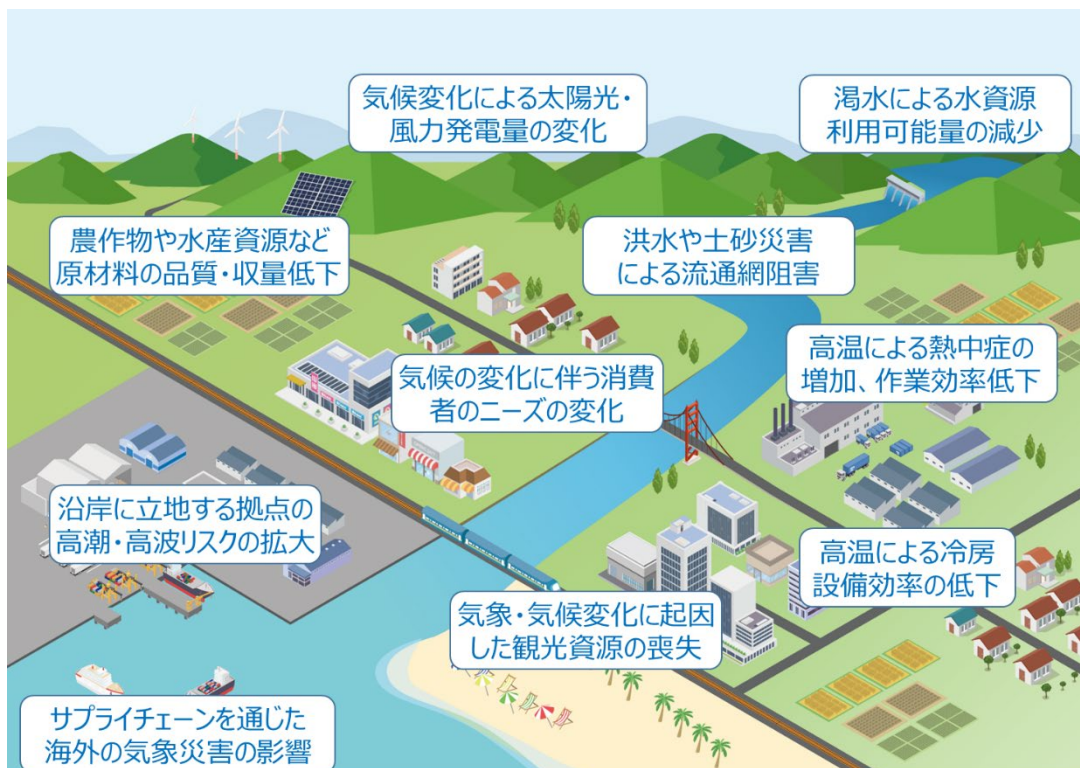 気候変化による太陽光・
風力発電量の変化
渇水による水資源
利用可能量の減少
農作物や水産資源など
原材料の品質・収量低下
洪水や土砂災害
による流通網阻害
気候の変化に伴う消費
者のニーズの変化
高温による熱中症の
増加、作業効率低下
沿岸に立地する拠点の
高潮・高波リスクの拡大
高温による冷房
設備効率の低下
気象・気候変化に起因
した観光資源の喪失
サプライチェーンを通じた
海外の気象災害の影響